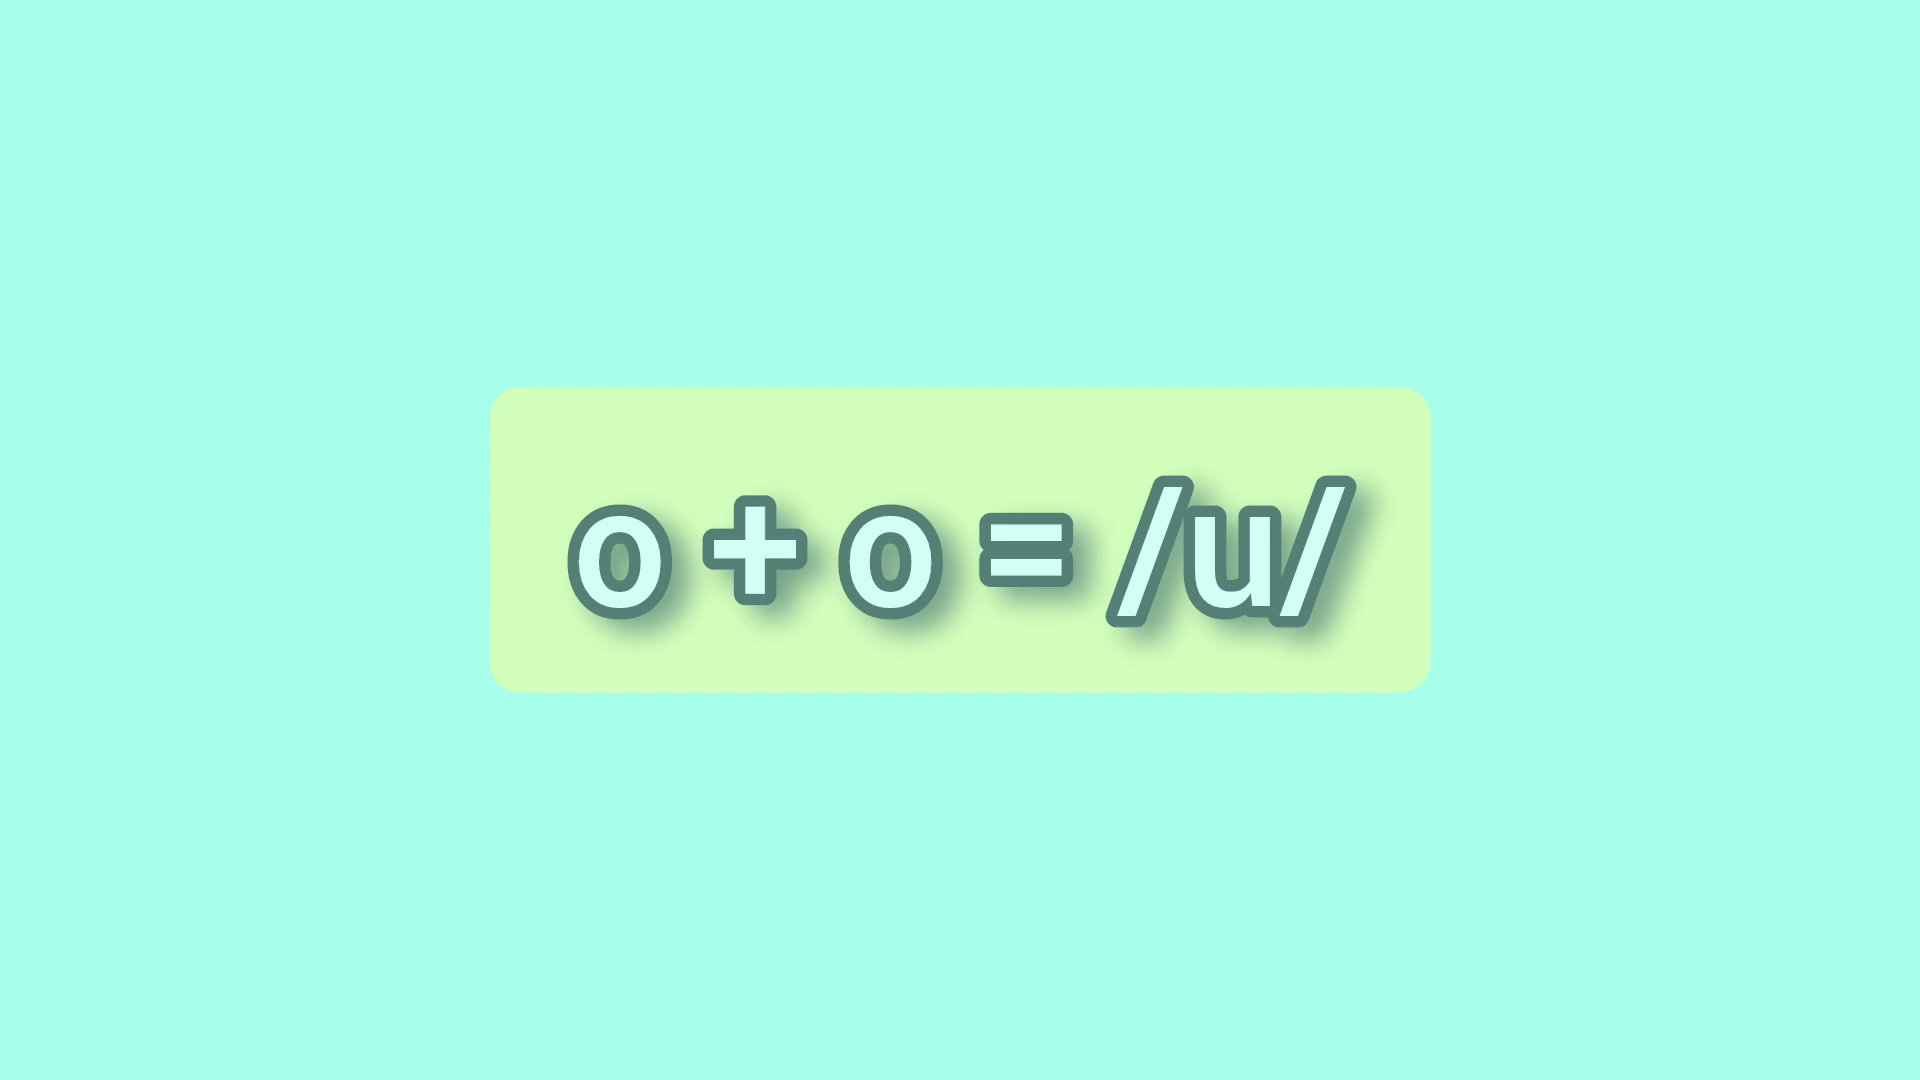 o + o = /u/